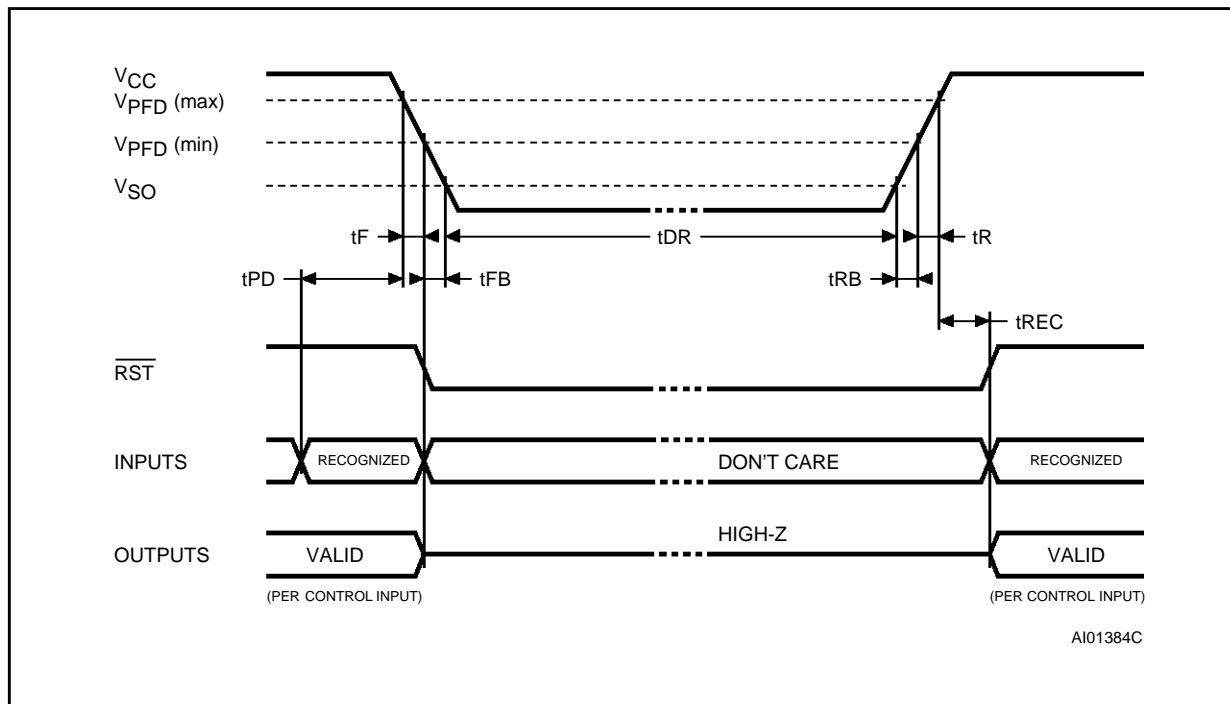 VCC
VPFD (max)
VPFD (min)
VSO
tF
tDR
tR
tPD
tFB
tRB
tREC
RST
INPUTS
RECOGNIZED
DON'T CARE
RECOGNIZED
HIGH-Z
OUTPUTS
VALID
VALID
(PER CONTROL INPUT)
(PER CONTROL INPUT)
AI01384C